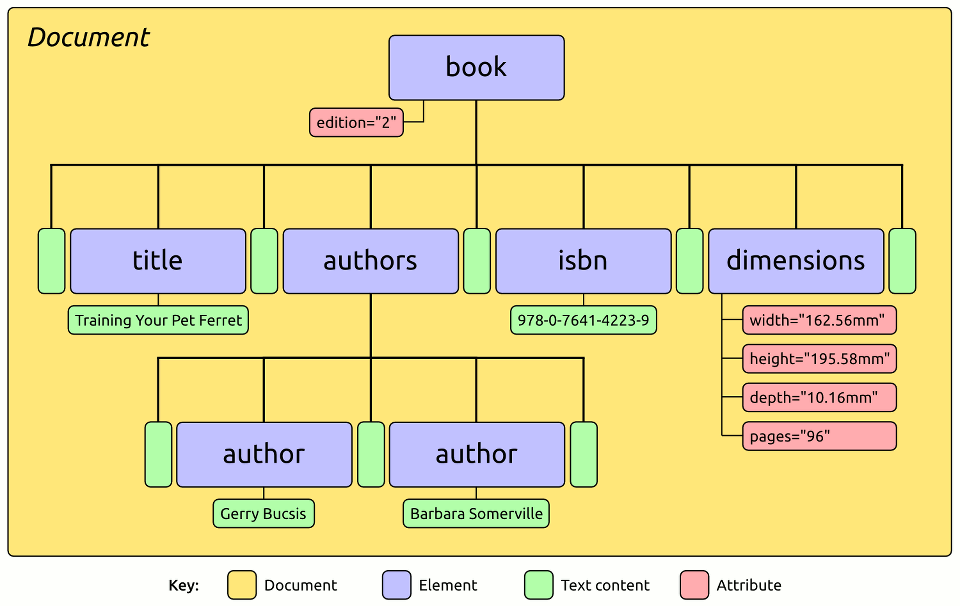 Document
book
edition="2"
title
authors
isbn
dimensions
Training Your Pet Ferret
978-0-7641-4223-9
width="162.56mm"
height="195.58mm"
depth="10.16mm"
pages="96"
author
author
Gerry Bucsis
Barbara Somerville
Key: Document Element Text content Attribute